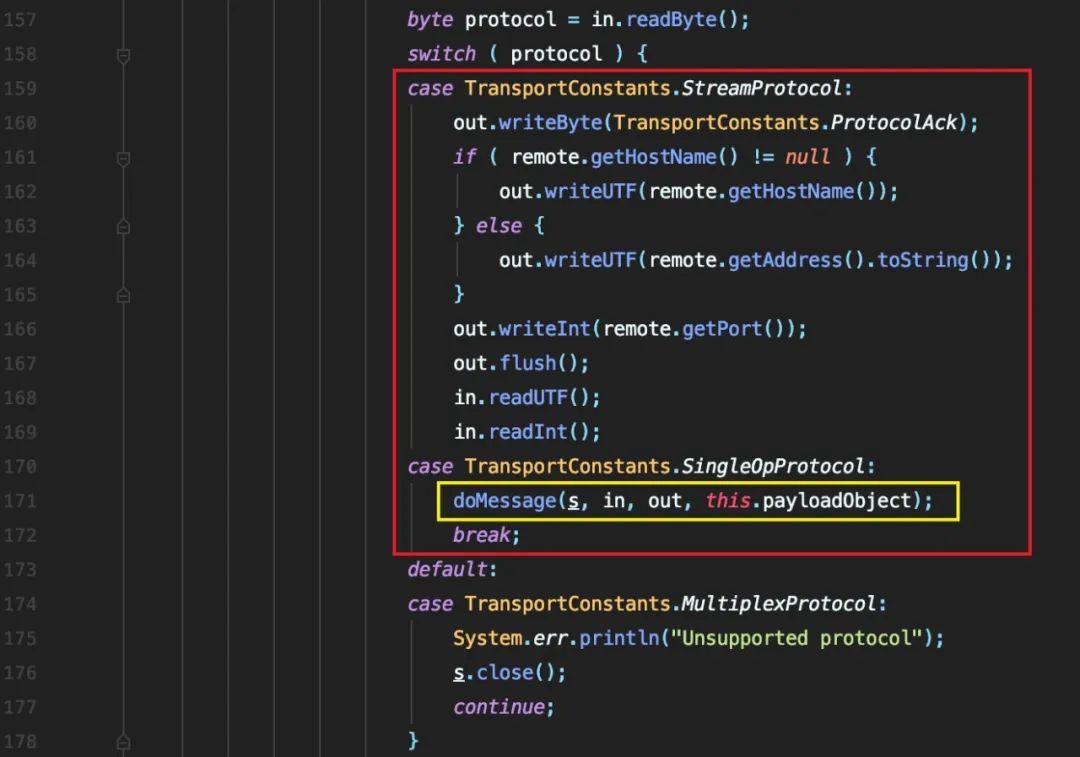 157 byte protocol = in.readByte();
158 switch ( protocol ) {
159 case TransportConstants.StreamProtocol:
160 out.writeByte(TransportConstants.ProtocolAck);
161 if ( remote.getHostName() != null ) {
162 out.writeUTF(remote.getHostName());
163 } else {
164 out.writeUTF(remote.getAddress().toString());
165 }
166 out.writeInt(remote.getPort());
167 out.flush();
168 in.readUTF();
169 in.readInt();
170 case TransportConstants.SingleOpProtocol:
171 doMessage(s, in, out, this.payloadObject);
172 break;
173 default:
174 case TransportConstants.MultiplexProtocol:
175 System.err.println("Unsupported protocol");
176 s.close();
177 continue;
178 }